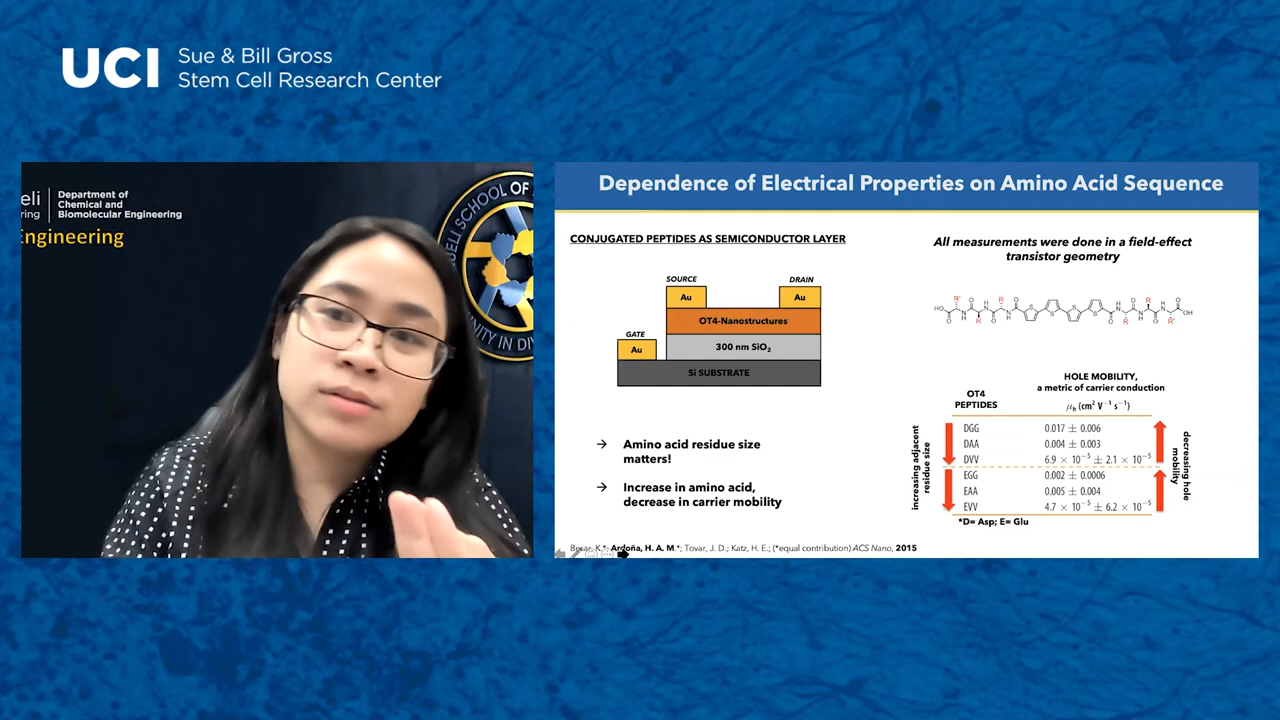 UCI
Sue & Bill Gross
Stem Cell Research Center
eli
ring
Department of
Chemical and
Biomolecular Engineering
Engineering
UELI SCHOOL OF
NITY IN DIV
Dependence of Electrical Properties on Amino Acid Sequence
CONJUGATED PEPTIDES AS SEMICONDUCTOR LAYER
SOURCE
DRAIN
Au
Au
OT4-Nanostructures
GATE
Au
300 nm SiO₂
Si SUBSTRATE
→ Amino acid residue size
matters!
→ Increase in amino acid,
decrease in carrier mobility
All measurements were done in a field-effect
transistor geometry
HOLE MOBILITY,
a metric of carrier conduction
OT4
PEPTIDES
μₕ (cm² V⁻¹ s⁻¹)
DGG 0.017 ± 0.006
DAA 0.004 ± 0.003
DVV 6.9 × 10⁻⁵ ± 2.1 × 10⁻⁵
EGG 0.002 ± 0.0006
EAA 0.005 ± 0.004
EVV 4.7 × 10⁻⁵ ± 6.2 × 10⁻⁵
increasing adjacent
residue size
decreasing hole
mobility
*D= Asp; E= Glu
K.*; Ardoña, H. A. M.*; Tovar, J. D.; Katz, H. E.; (*equal contribution) ACS Nano, 2015